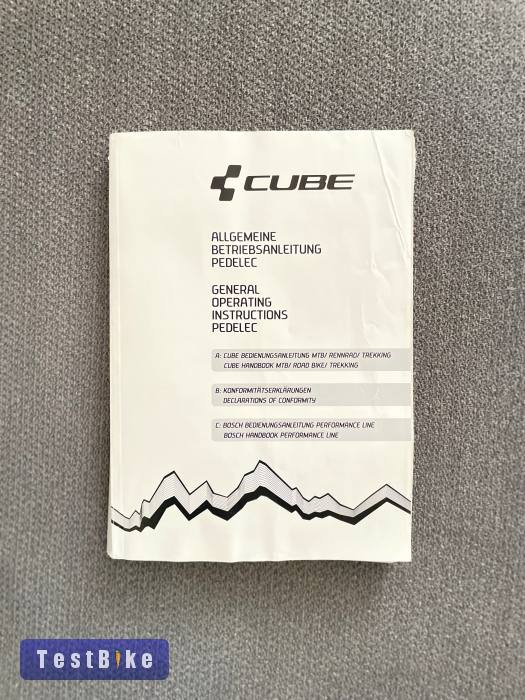 CUBE
ALLGEMEINE
BETRIEBSANLEITUNG
PEDELEC
GENERAL
OPERATING
INSTRUCTIONS
PEDELEC
A: CUBE BEDIENUNGSANLEITUNG MTB/ RENNRAD/ TREKKING
CUBE HANDBOOK MTB/ ROAD BIKE/ TREKKING
B: KONFORMITÄTSERKLÄRUNGEN
DECLARATIONS OF CONFORMITY
C: BOSCH BEDIENUNGSANLEITUNG PERFORMANCE LINE
BOSCH HANDBOOK PERFORMANCE LINE
TestBike